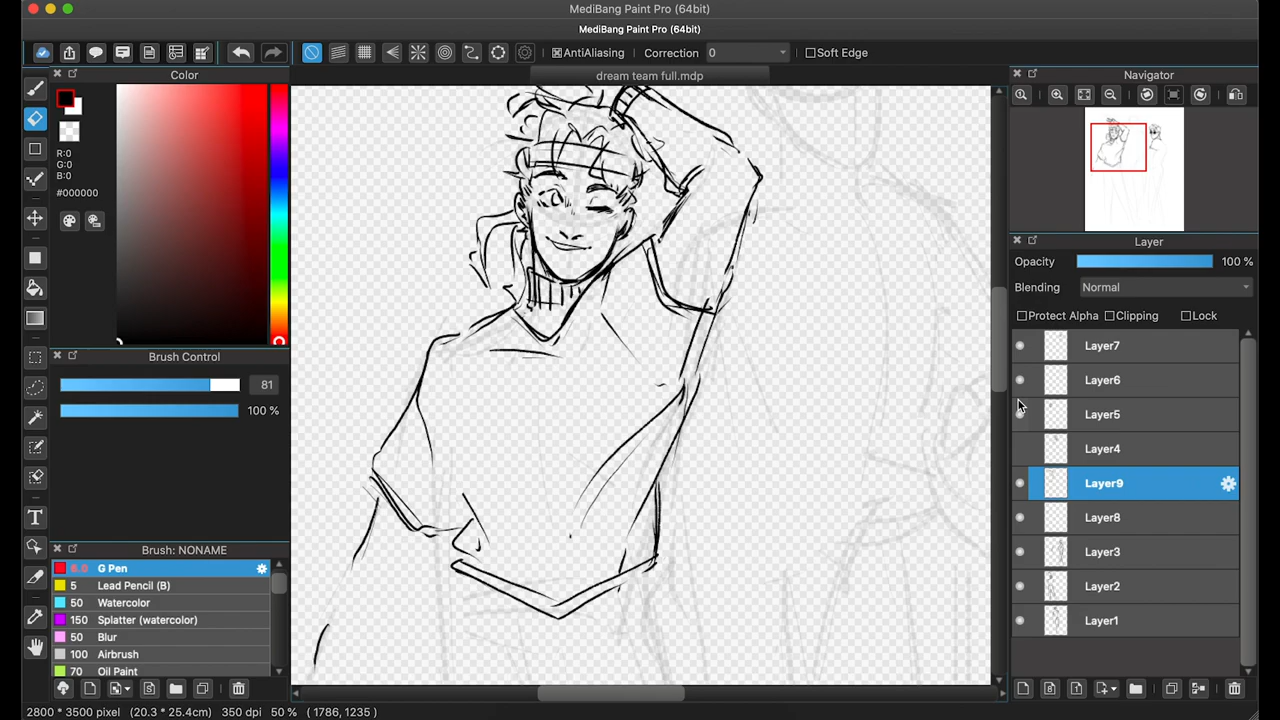 MediBang Paint Pro (64bit)
MediBang Paint Pro (64bit)
AntiAliasing Correction 0 Soft Edge
dream team full.mdp
Color
R:0
G:0
B:0
#000000
Brush Control
81
100 %
Brush: NONAME
G Pen
5 Lead Pencil (B)
50 Watercolor
150 Splatter (watercolor)
50 Blur
100 Airbrush
70 Oil Paint
Navigator
Layer
Opacity 100 %
Blending Normal
Protect Alpha Clipping Lock
Layer7
Layer6
Layer5
Layer4
Layer9
Layer8
Layer3
Layer2
Layer1
2800 * 3500 pixel (20.3 * 25.4cm) 350 dpi 50 % ( 1786, 1235 )